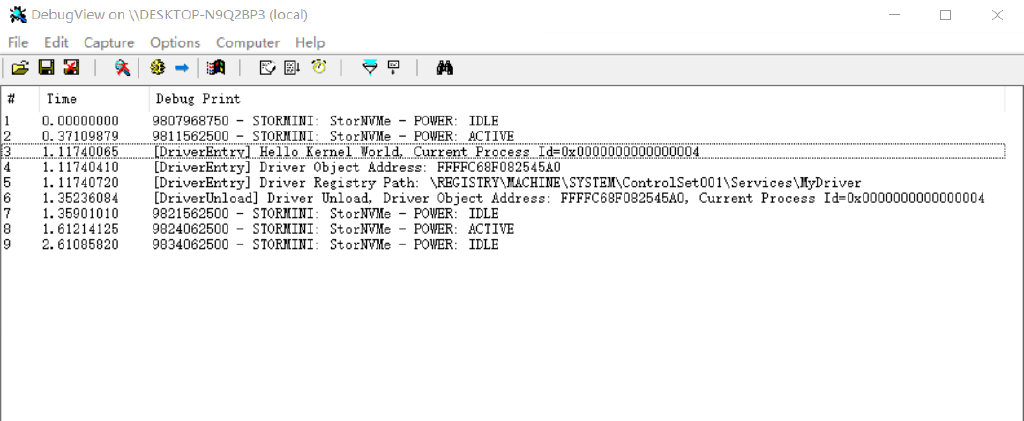 DebugView on \\DESKTOP-N9Q2BP3 (local)
File Edit Capture Options Computer Help
# Time Debug Print
1 0.00000000 9807968750 - STORMINI: StorNVMe - POWER: IDLE
2 0.37109879 9811562500 - STORMINI: StorNVMe - POWER: ACTIVE
3 1.11740065 [DriverEntry] Hello Kernel World, Current Process Id=0x0000000000000004
4 1.11740410 [DriverEntry] Driver Object Address: FFFFC68F082545A0
5 1.11740720 [DriverEntry] Driver Registry Path: \REGISTRY\MACHINE\SYSTEM\ControlSet001\Services\MyDriver
6 1.35236084 [DriverUnload] Driver Unload, Driver Object Address: FFFFC68F082545A0, Current Process Id=0x0000000000000004
7 1.35901010 9821562500 - STORMINI: StorNVMe - POWER: IDLE
8 1.61214125 9824062500 - STORMINI: StorNVMe - POWER: ACTIVE
9 2.61085820 9834062500 - STORMINI: StorNVMe - POWER: IDLE